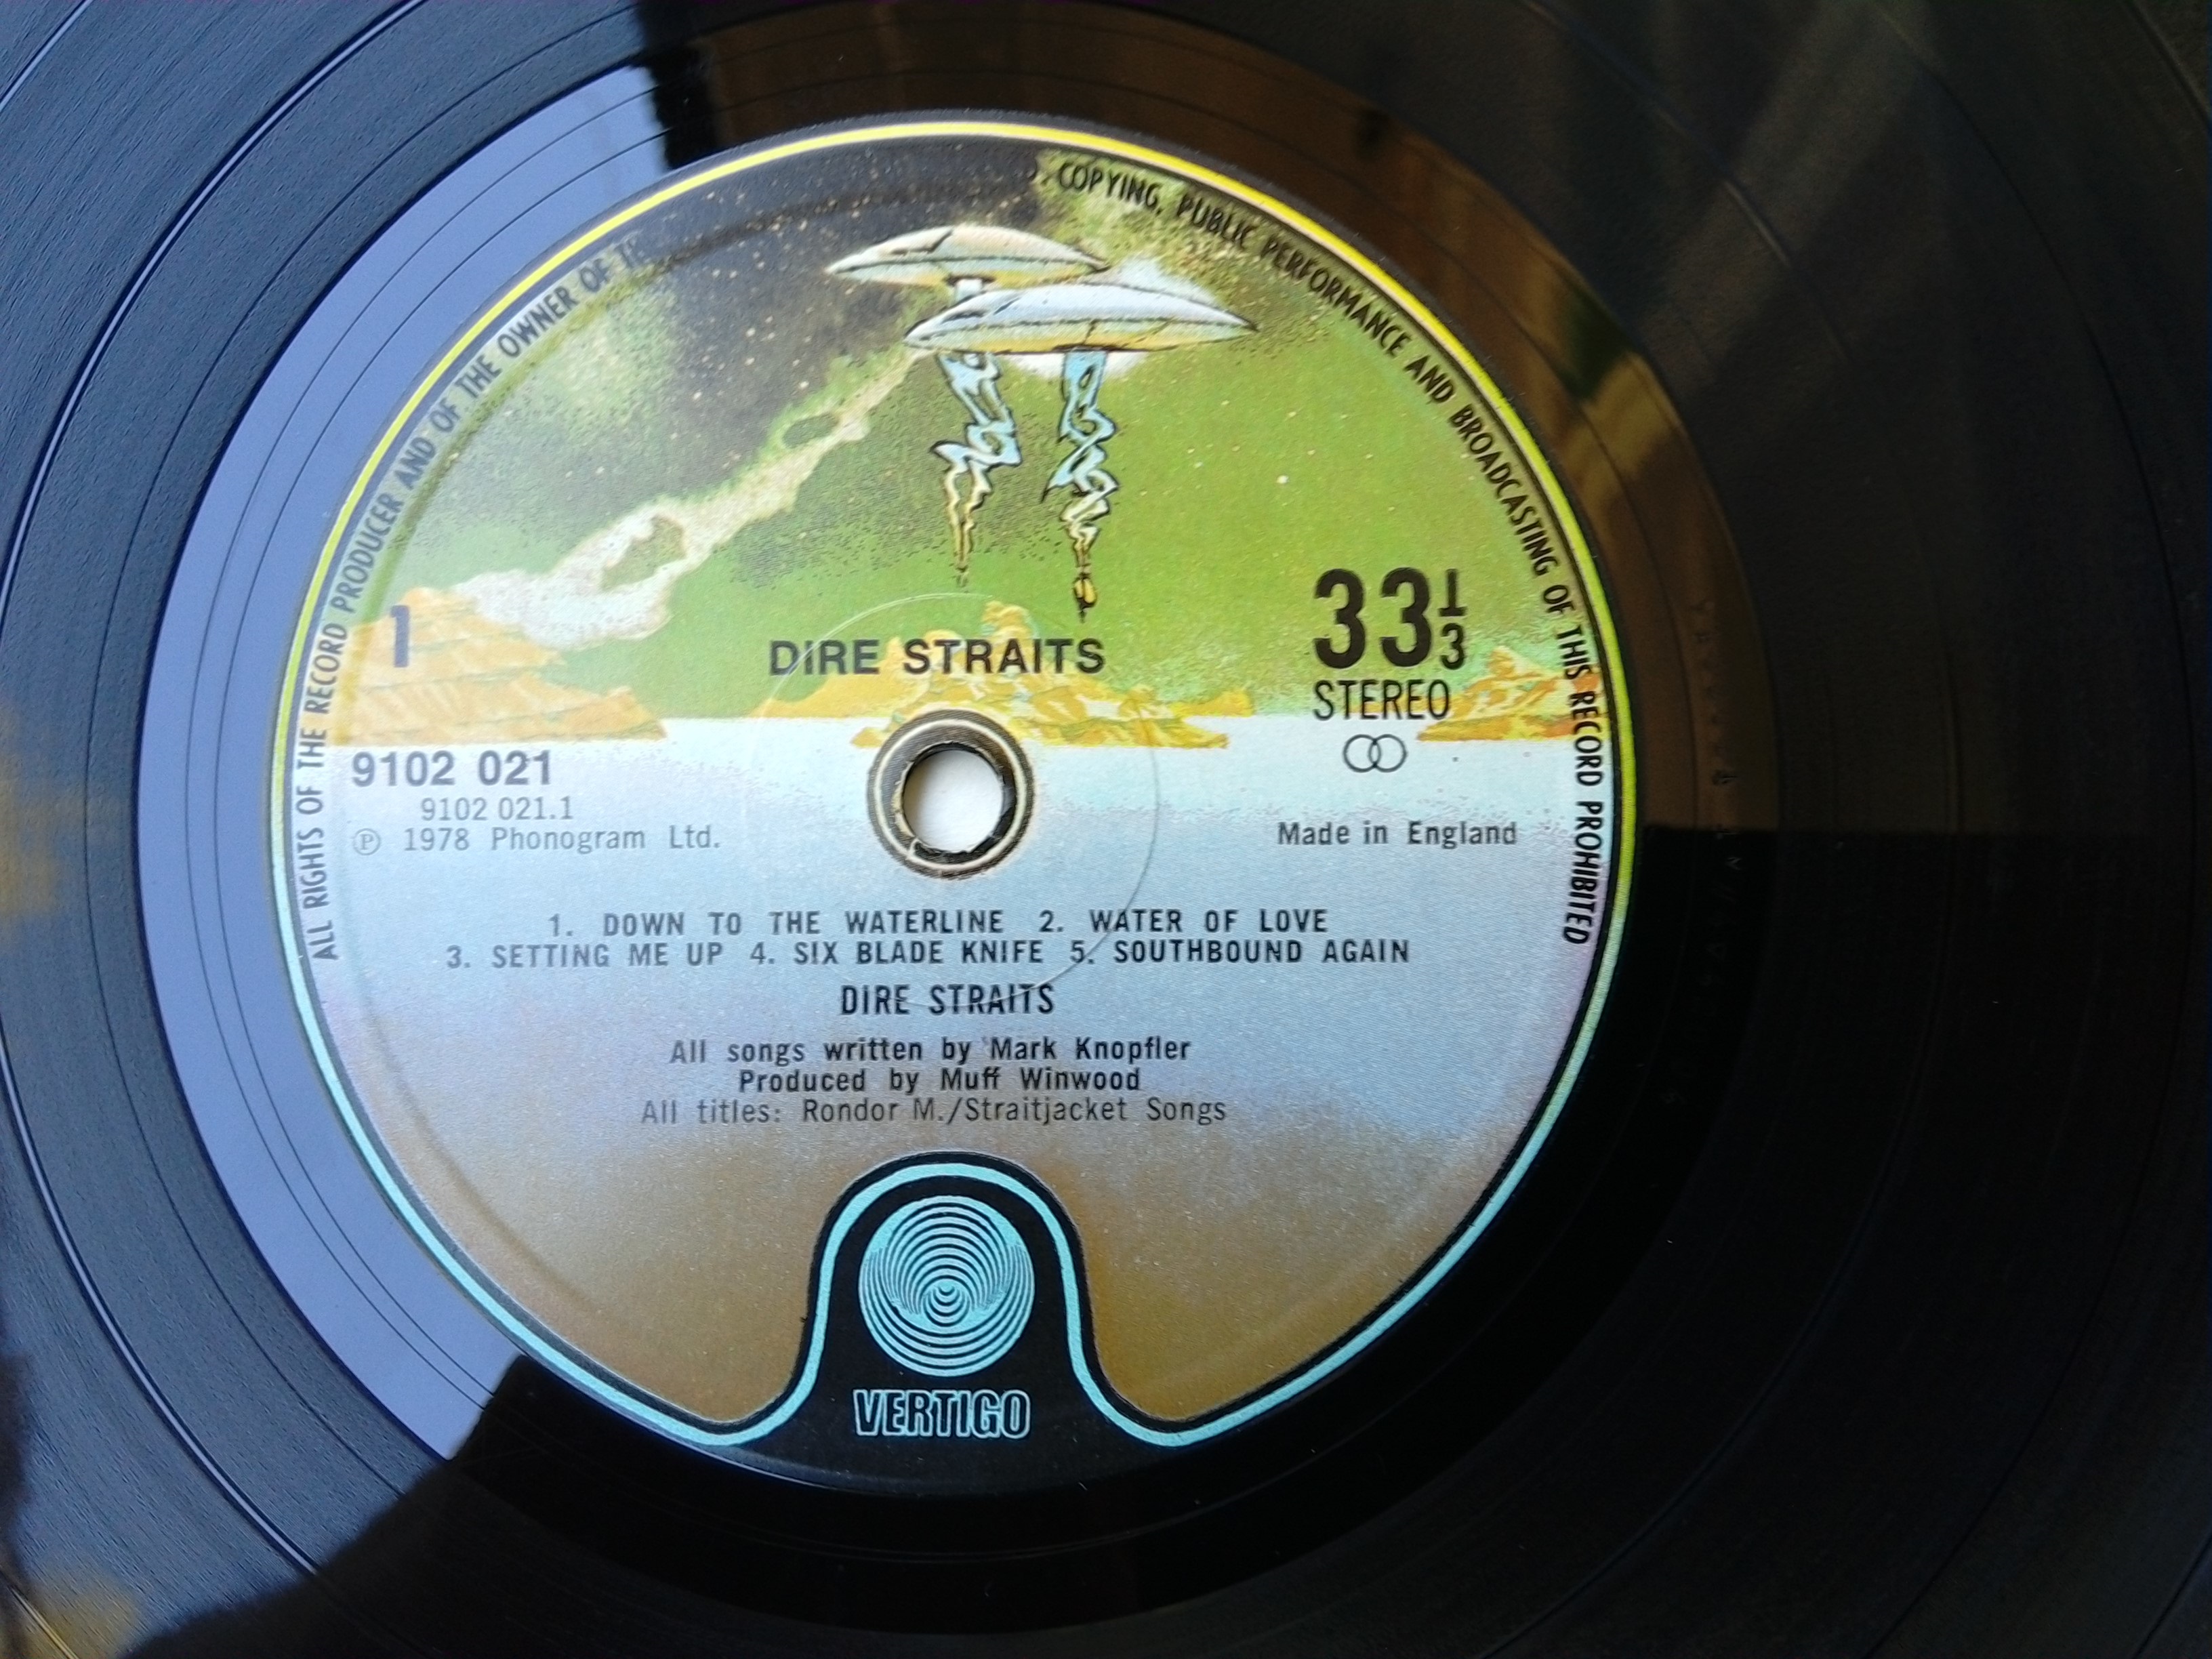 ALL RIGHTS OF THE RECORD PRODUCER AND OF THE OWNER OF
COPYING, PUBLIC PERFORMANCE AND BROADCASTING OF THIS RECORD PROHIBITED
1
DIRE STRAITS
33 1/3
STEREO
9102 021
9102 021.1
Ⓟ 1978 Phonogram Ltd.
Made in England
1. DOWN TO THE WATERLINE 2. WATER OF LOVE
3. SETTING ME UP 4. SIX BLADE KNIFE 5. SOUTHBOUND AGAIN
DIRE STRAITS
All songs written by Mark Knopfler
Produced by Muff Winwood
All titles: Rondor M./Straitjacket Songs
VERTIGO